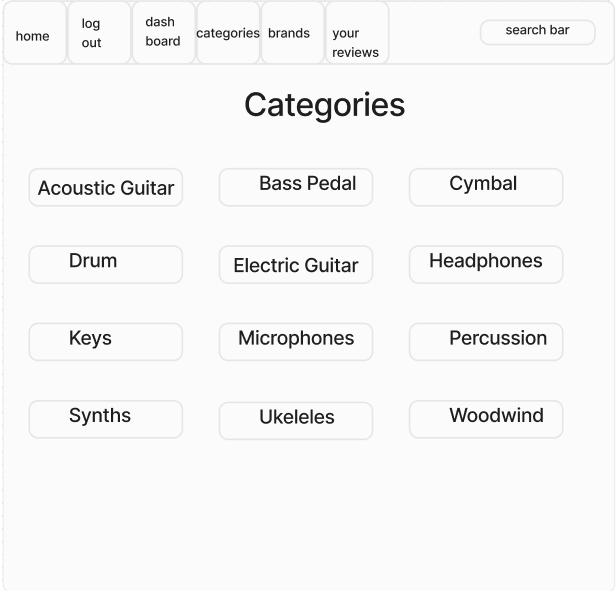 home
log
out
dash
board
categories
brands
your
reviews
search bar
Categories
Acoustic Guitar
Bass Pedal
Cymbal
Drum
Electric Guitar
Headphones
Keys
Microphones
Percussion
Synths
Ukeleles
Woodwind